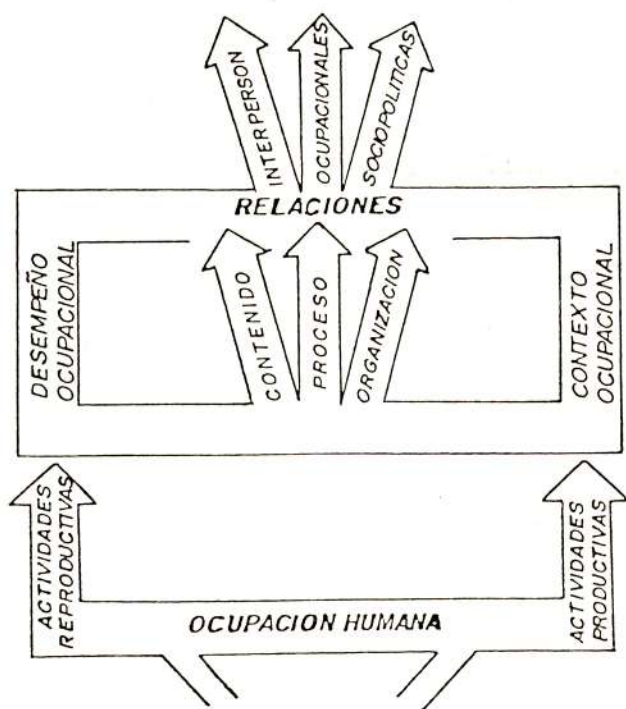 INTERPERSON
OCUPACIONALES
SOCIOPOLITICAS
RELACIONES
DESEMPEÑO
OCUPACIONAL
CONTENIDO
PROCESO
ORGANIZACION
CONTEXTO
OCUPACIONAL
ACTIVIDADES
REPRODUCTIVAS
OCUPACION HUMANA
ACTIVIDADES
PRODUCTIVAS